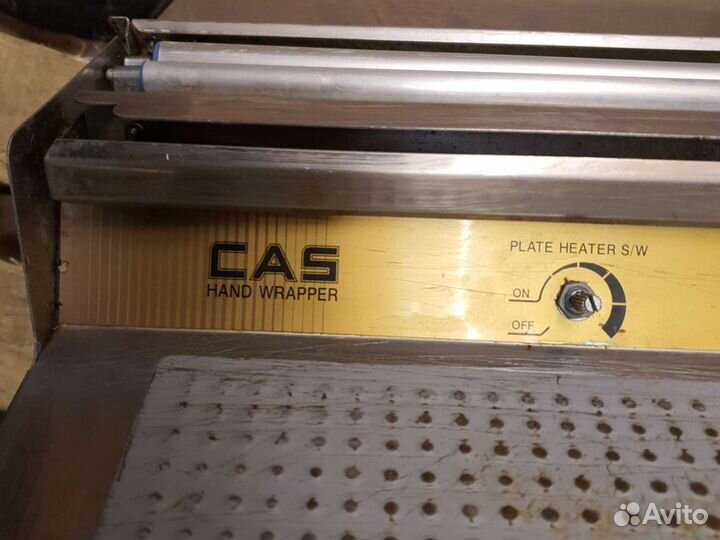 CAS
HAND WRAPPER
PLATE HEATER S/W
ON
OFF
Avito